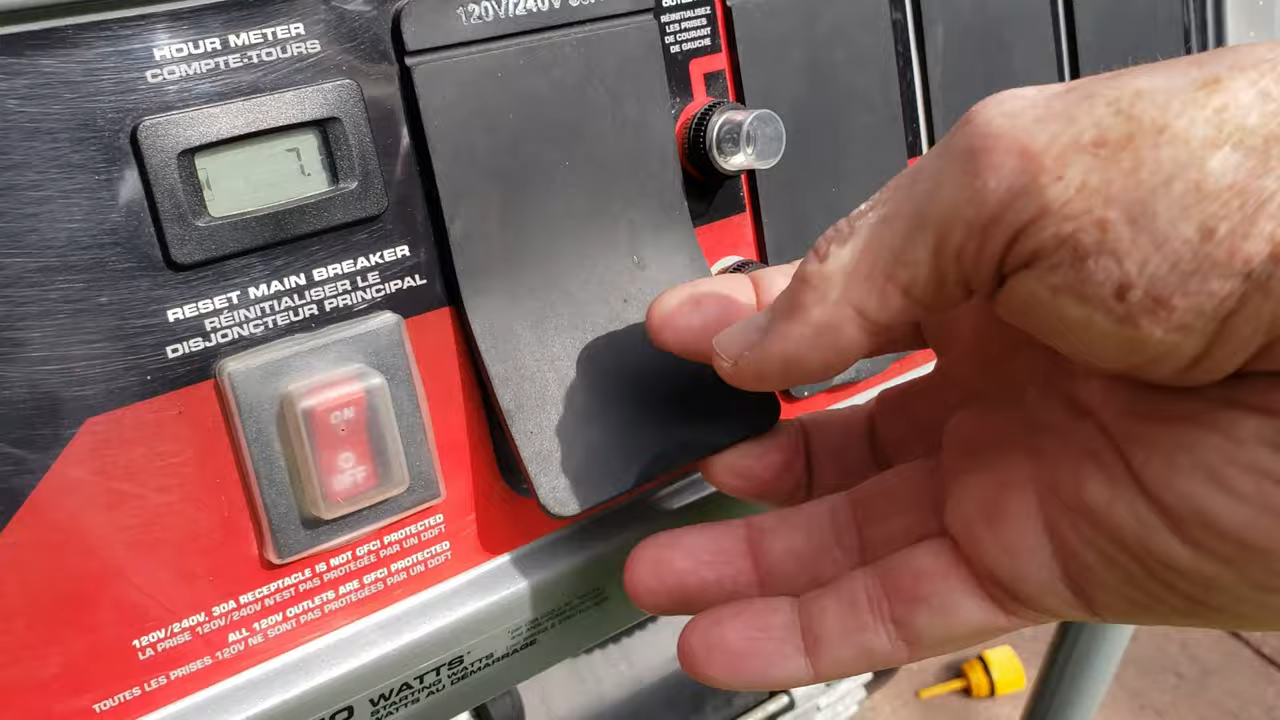 120V/240V
RÉINITIALISEZ
LES PRISES
DE COURANT
DE GAUCHE
HOUR METER
COMPTE-TOURS
RESET MAIN BREAKER
RÉINITIALISER LE
DISJONCTEUR PRINCIPAL
ON
OFF
120V/240V, 30A RECEPTACLE IS NOT GFCI PROTECTED
LA PRISE 120V/240V N'EST PAS PROTÉGÉE PAR UN DDFT
ALL 120V OUTLETS ARE GFCI PROTECTED
TOUTES LES PRISES 120V NE SONT PAS PROTÉGÉES PAR UN DDFT
WATTS*
STARTING WATTS
WATTS AU DÉMARRAGE